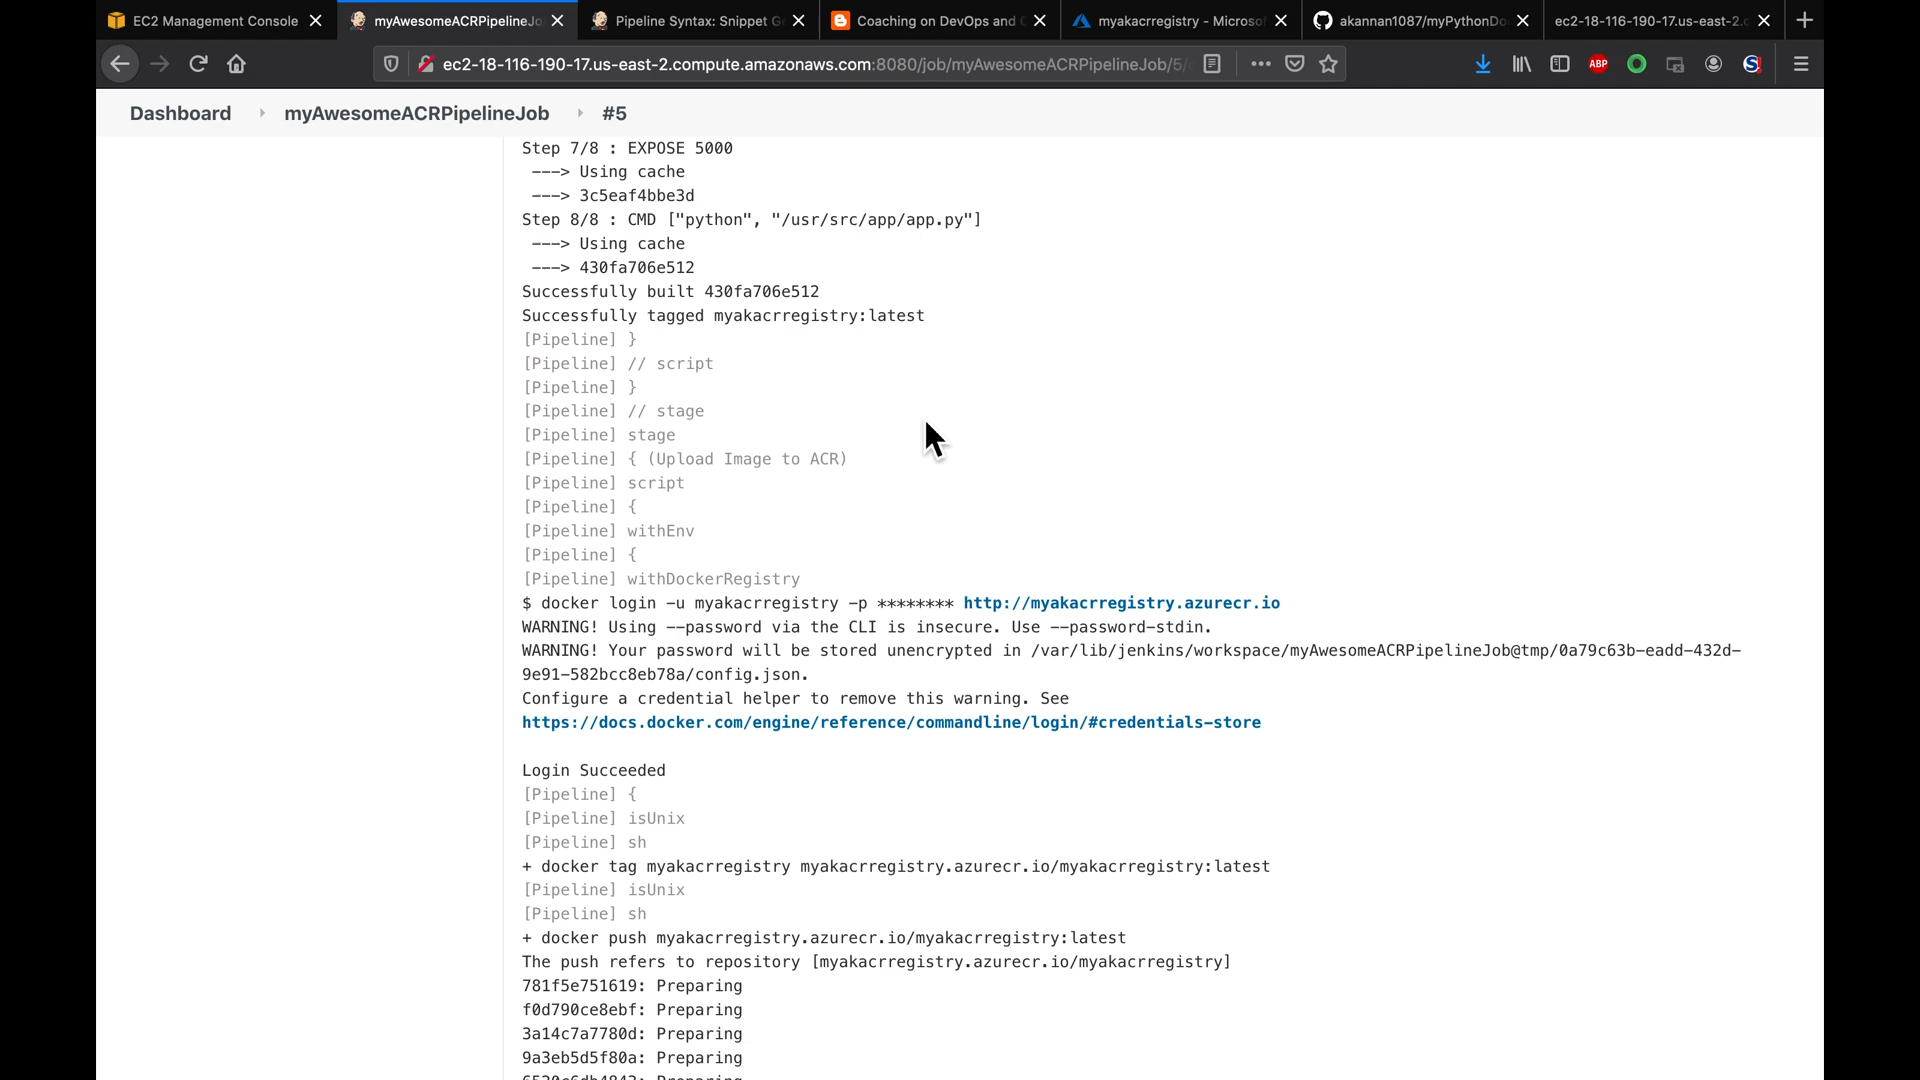 EC2 Management Console
myAwesomeACRPipelineJo
Pipeline Syntax: Snippet G
Coaching on DevOps and
myakacrregistry - Microso
akannan1087/myPythonDo
ec2-18-116-190-17.us-east-2.c
ec2-18-116-190-17.us-east-2.compute.amazonaws.com:8080/job/myAwesomeACRPipelineJob/5/
ABP
Dashboard myAwesomeACRPipelineJob #5
Step 7/8 : EXPOSE 5000
---> Using cache
---> 3c5eaf4bbe3d
Step 8/8 : CMD ["python", "/usr/src/app/app.py"]
---> Using cache
---> 430fa706e512
Successfully built 430fa706e512
Successfully tagged myakacrregistry:latest
[Pipeline] }
[Pipeline] // script
[Pipeline] }
[Pipeline] // stage
[Pipeline] stage
[Pipeline] { (Upload Image to ACR)
[Pipeline] script
[Pipeline] {
[Pipeline] withEnv
[Pipeline] {
[Pipeline] withDockerRegistry
$ docker login -u myakacrregistry -p ******** http://myakacrregistry.azurecr.io
WARNING! Using --password via the CLI is insecure. Use --password-stdin.
WARNING! Your password will be stored unencrypted in /var/lib/jenkins/workspace/myAwesomeACRPipelineJob@tmp/0a79c63b-eadd-432d-
9e91-582bcc8eb78a/config.json.
Configure a credential helper to remove this warning. See
https://docs.docker.com/engine/reference/commandline/login/#credentials-store
Login Succeeded
[Pipeline] {
[Pipeline] isUnix
[Pipeline] sh
+ docker tag myakacrregistry myakacrregistry.azurecr.io/myakacrregistry:latest
[Pipeline] isUnix
[Pipeline] sh
+ docker push myakacrregistry.azurecr.io/myakacrregistry:latest
The push refers to repository [myakacrregistry.azurecr.io/myakacrregistry]
781f5e751619: Preparing
f0d790ce8ebf: Preparing
3a14c7a7780d: Preparing
9a3eb5d5f80a: Preparing